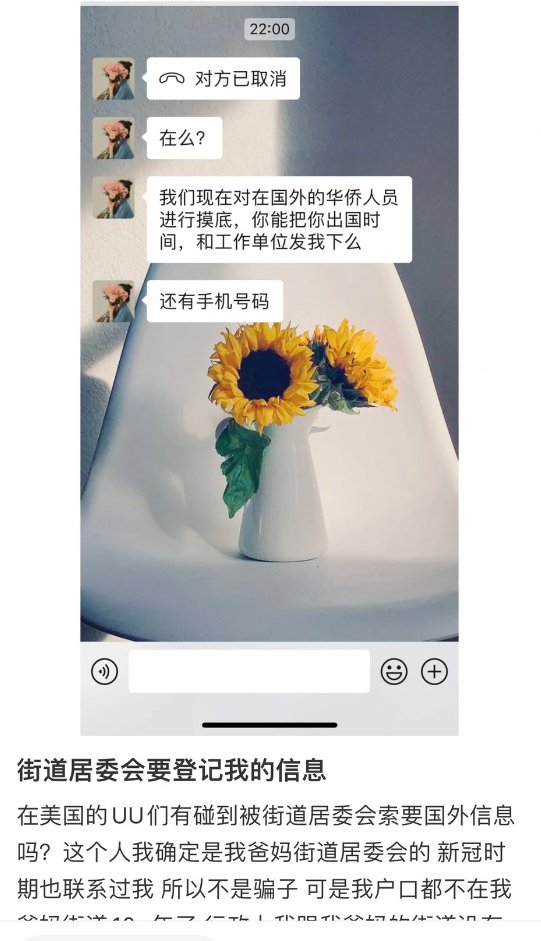 22:00
对方已取消
在么?
我们现在对在国外的华侨人员
进行摸底，你能把你出国时
间，和工作单位发我下么
还有手机号码
街道居委会要登记我的信息
在美国的UU们有碰到被街道居委会索要国外信息
吗？这个人我确定是我爸妈街道居委会的 新冠时
期也联系过我 所以不是骗子 可是我户口都不在我